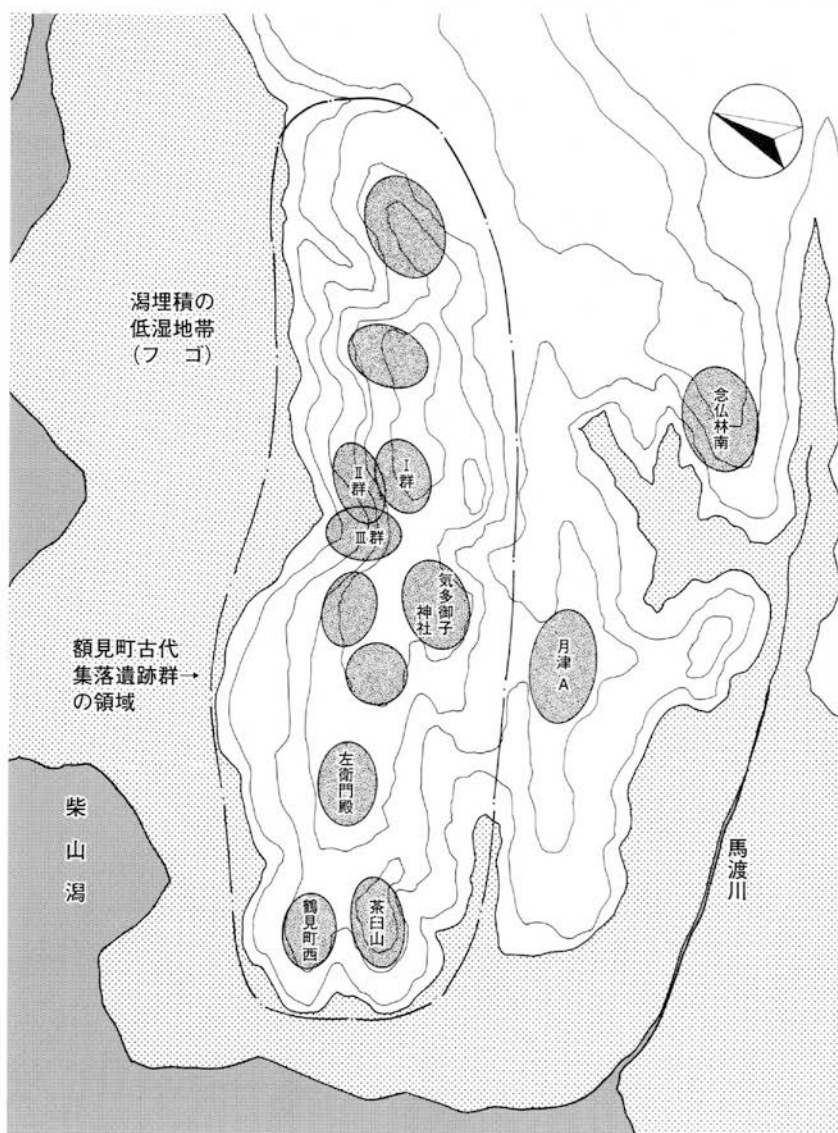 潟埋積の
低湿地帯
(フゴ)
念仏林南
Ⅰ群
Ⅱ群
Ⅲ群
気多御子
神社
額見町古代
集落遺跡群→
の領域
月津A
左衛門殿
柴山潟
馬渡川
茶臼山
鶴見町西